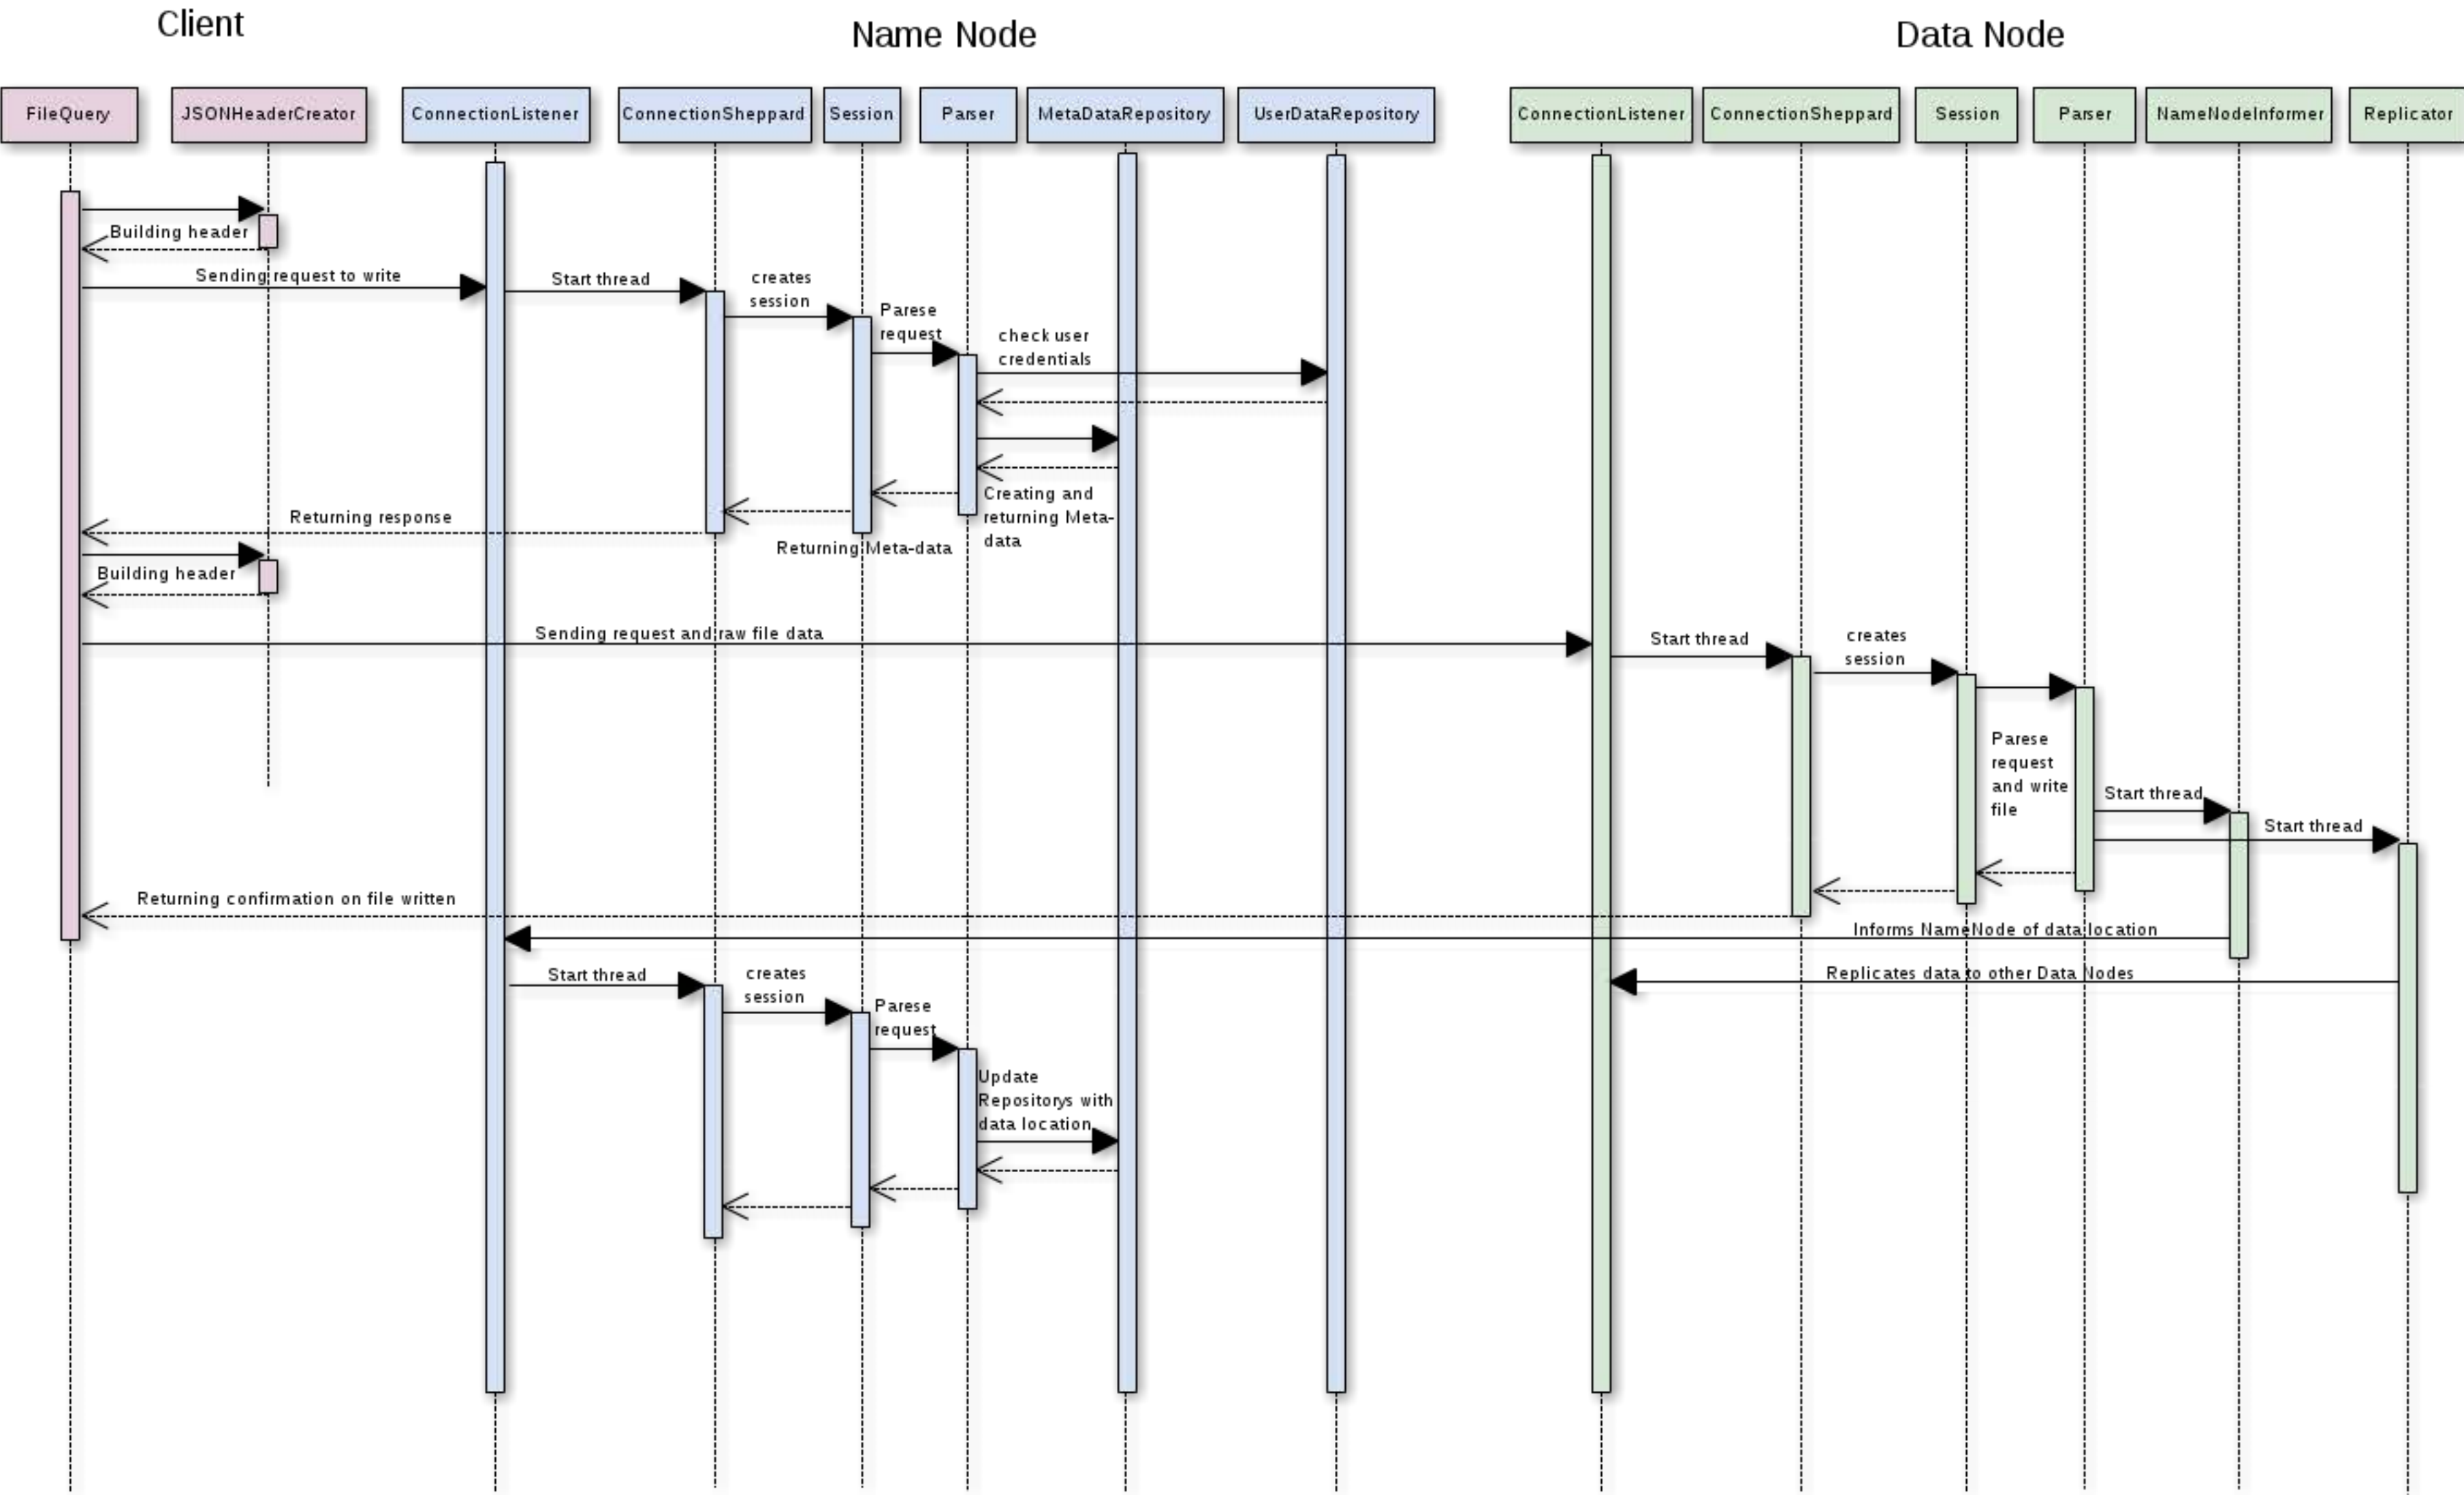 Client
Name Node
Data Node
FileQuery
JSONHeaderCreator
ConnectionListener
ConnectionSheppard
Session
Parser
MetaDataRepository
UserDataRepository
ConnectionListener
ConnectionSheppard
Session
Parser
NameNodeInformer
Replicator
Building header
Sending request to write
Start thread
creates
session
Parese
request
check user
credentials
Creating and
returning Meta-
data
Returning response
Returning Meta-data
Building header
Sending request and raw file data
Start thread
creates
session
Parese
request
and write
file
Start thread
Start thread
Returning confirmation on file written
Informs NameNode of data location
Replicates data to other Data Nodes
Start thread
creates
session
Parese
request
Update
Repositorys with
data location